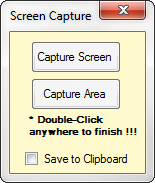 Screen Capture
Capture Screen
Capture Area
* Double-Click
anywhere to finish !!!
Save to Clipboard